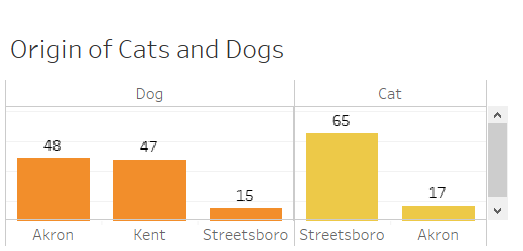 Origin of Cats and Dogs
Dog Cat
48 47 15 65 17
Akron Kent Streetsboro Streetsboro Akron